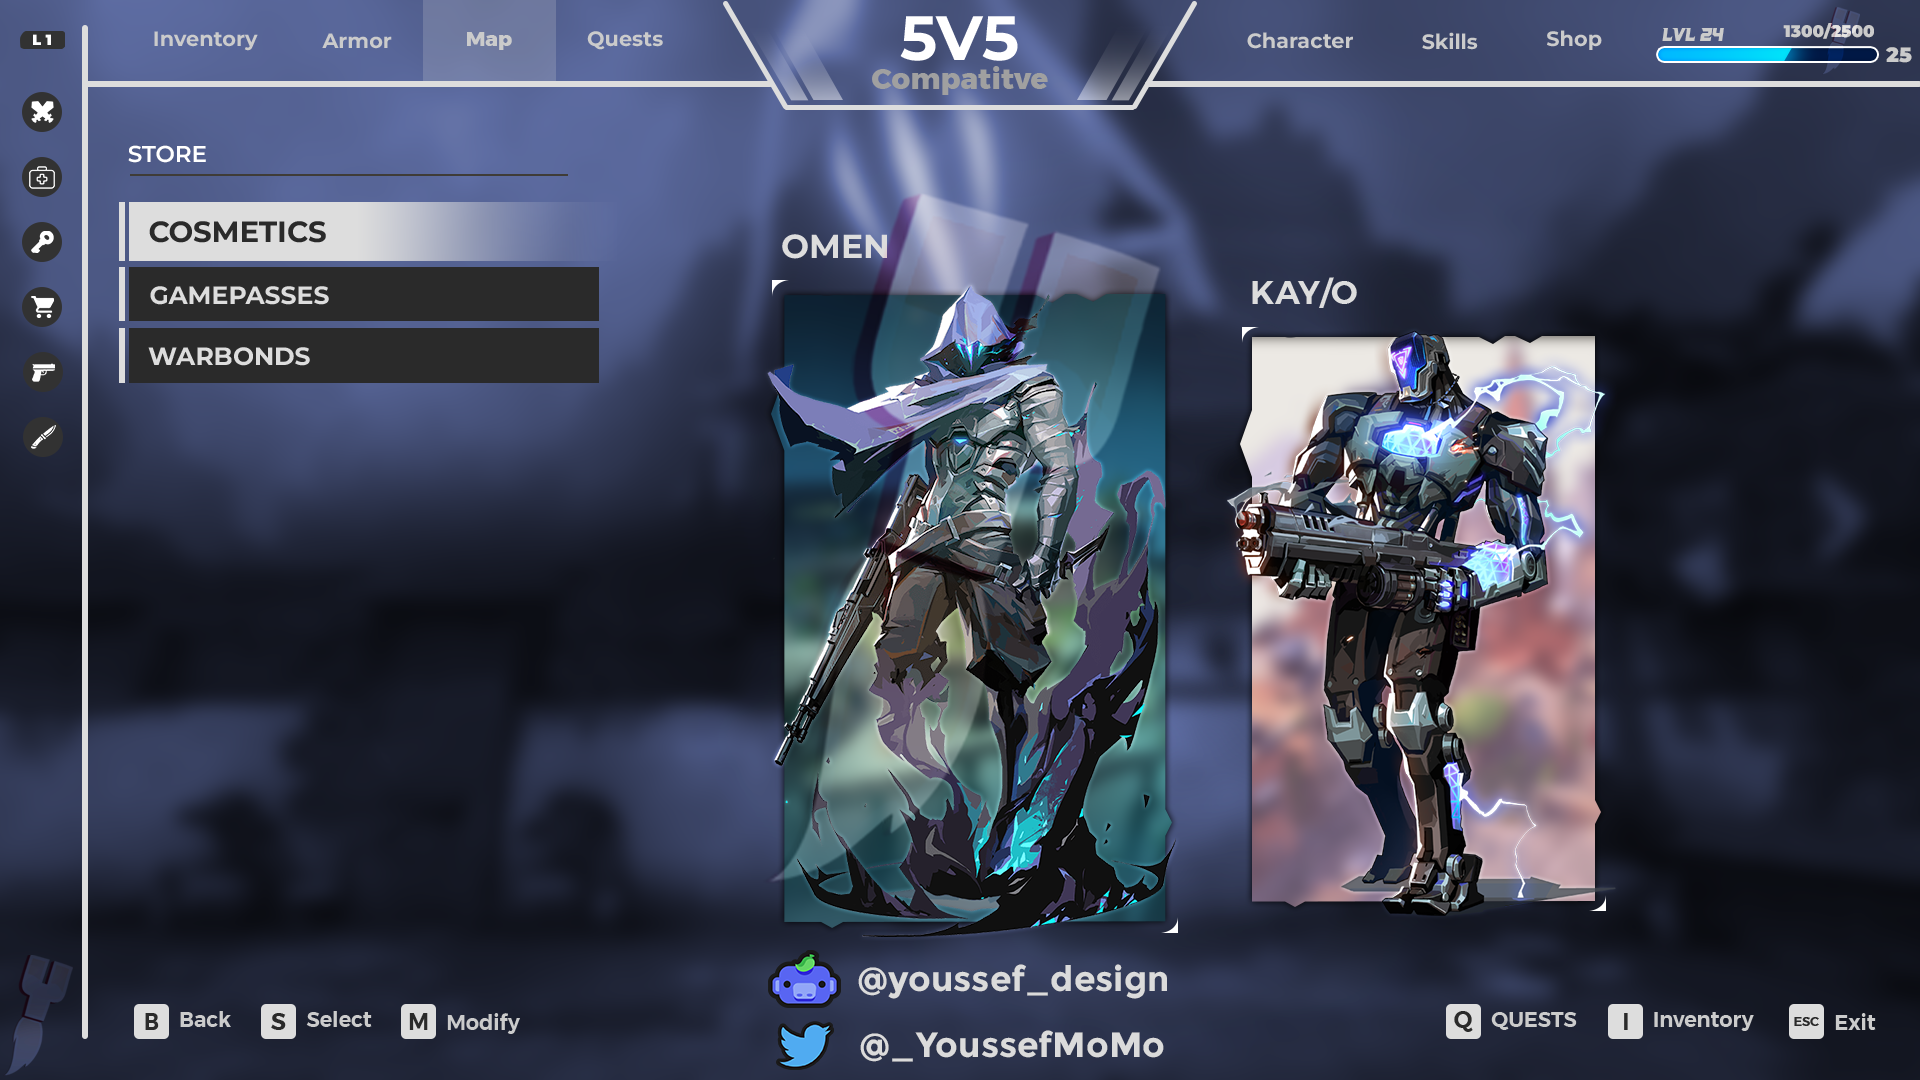 L1
Inventory
Armor
Map
Quests
5V5
Compatitve
Character
Skills
Shop
LVL 24
1300/2500
25
STORE
COSMETICS
GAMEPASSES
WARBONDS
OMEN
KAY/O
@youssef_design
@_YoussefMoMo
B Back
S Select
M Modify
Q QUESTS
I Inventory
ESC Exit